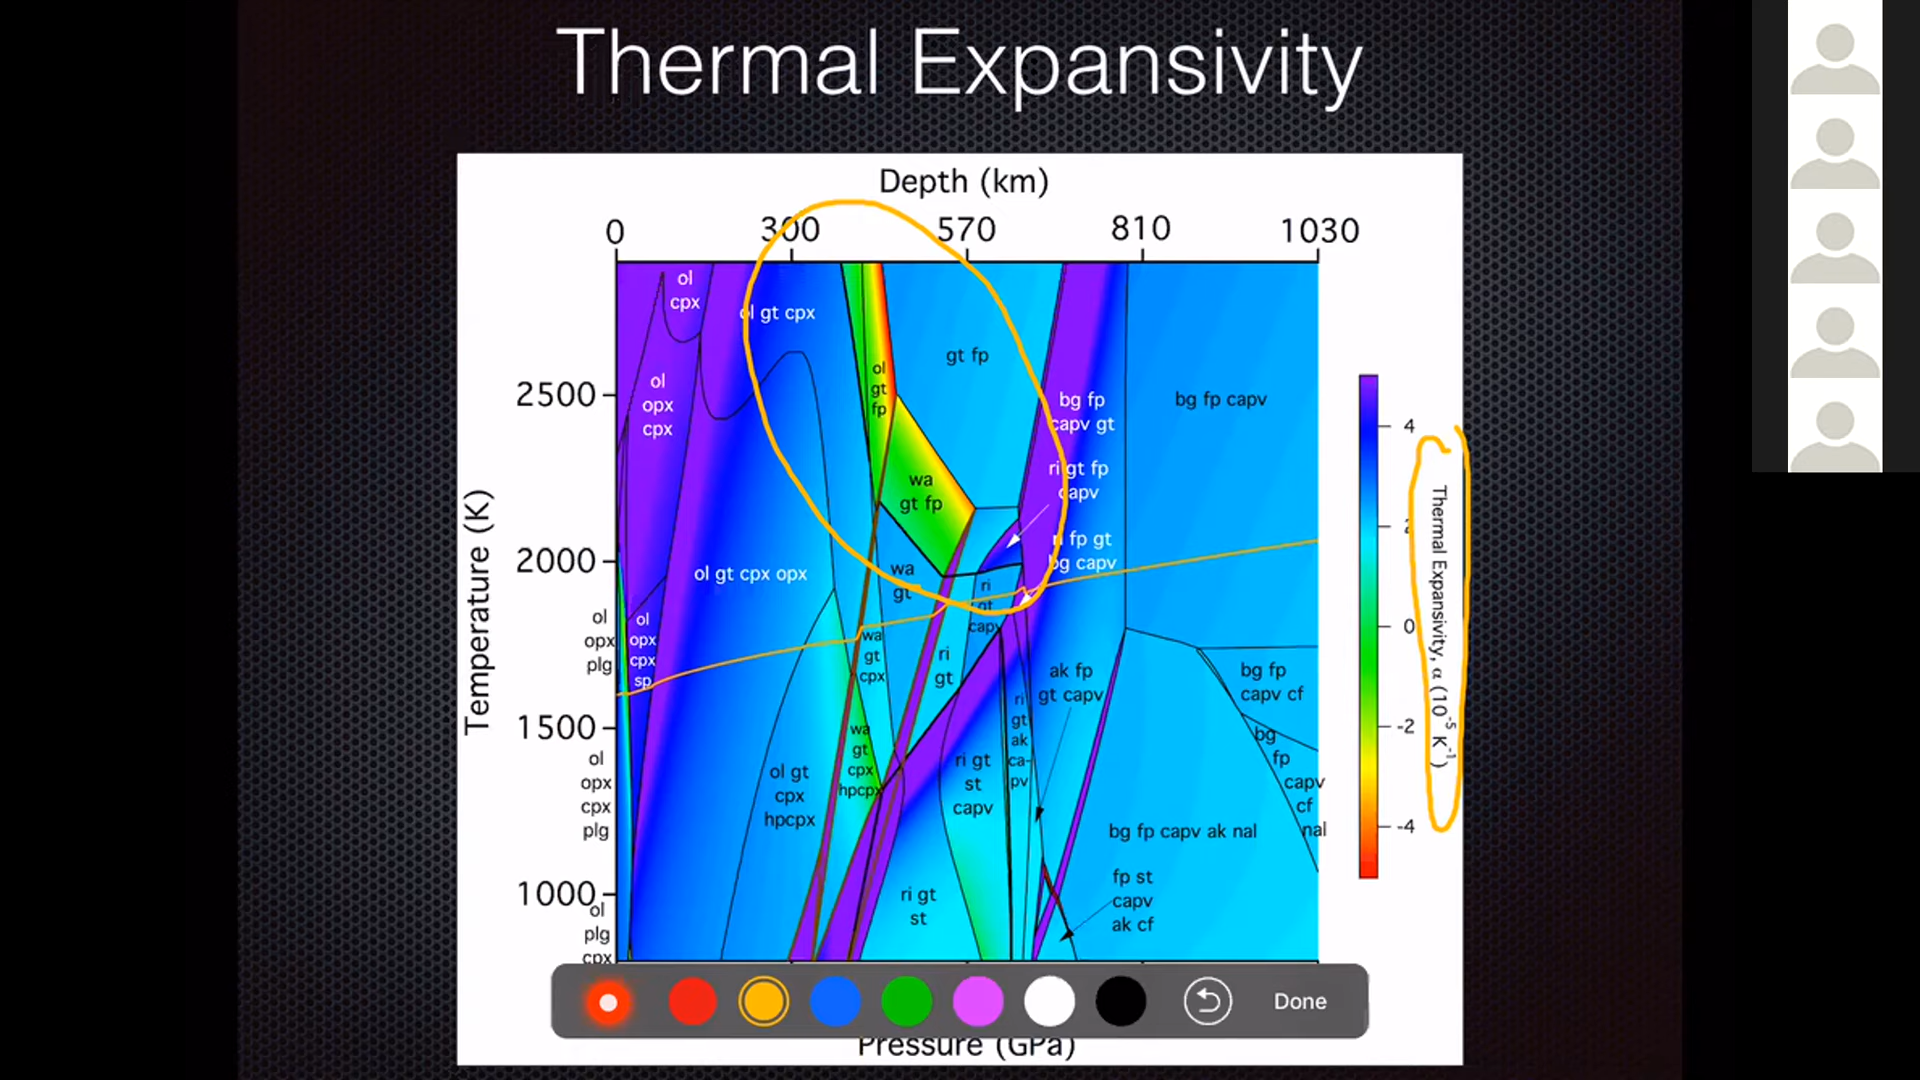 Thermal Expansivity
Depth (km)
0 300 570 810 1030
ol
cpx
ol gt cpx
gt fp
ol
gt
fp
ol
opx
cpx
2500
bg fp
capv gt
bg fp capv
4
ri gt fp
capv
wa
gt fp
2000
wa
gt
ri fp gt
bg capv
ol gt cpx opx
ri
gt
capv
ol
opx
plg
ol
opx
cpx
sp
wa
gt
cpx
ri
gt
ak fp
gt capv
bg fp
capv cf
0
Temperature (K)
Thermal Expansivity, α (10⁻⁵ K⁻¹)
1500
wa
gt
cpx
hpcpx
ri
gt
ak
ca-
pv
bg
fp
capv
cf
nal
-2
ol
opx
cpx
plg
ol gt
cpx
hpcpx
ri gt
st
capv
bg fp capv ak nal
-4
1000
ol
plg
cpx
ri gt
st
fp st
capv
ak cf
Done
Pressure (GPa)